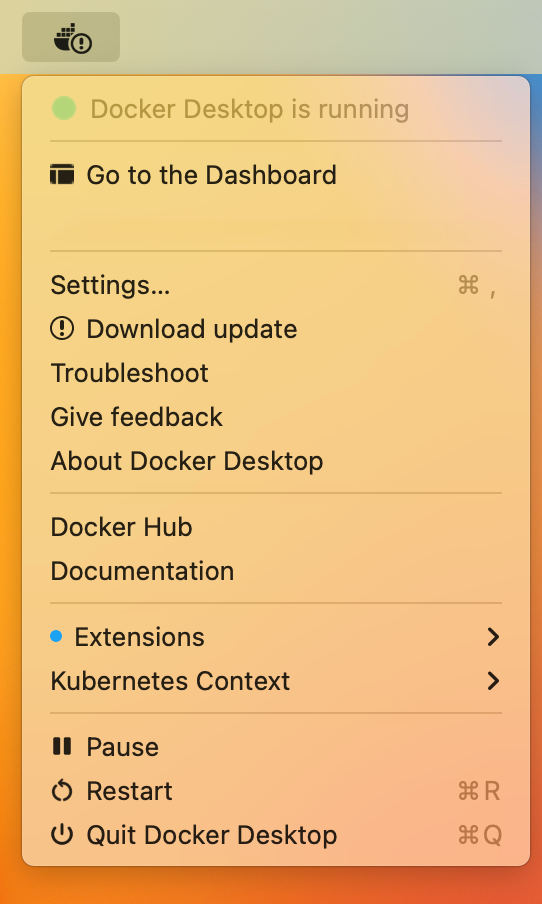 Docker Desktop is running
Go to the Dashboard
Settings... ⌘ ,
Download update
Troubleshoot
Give feedback
About Docker Desktop
Docker Hub
Documentation
Extensions
Kubernetes Context
Pause
Restart ⌘R
Quit Docker Desktop ⌘Q